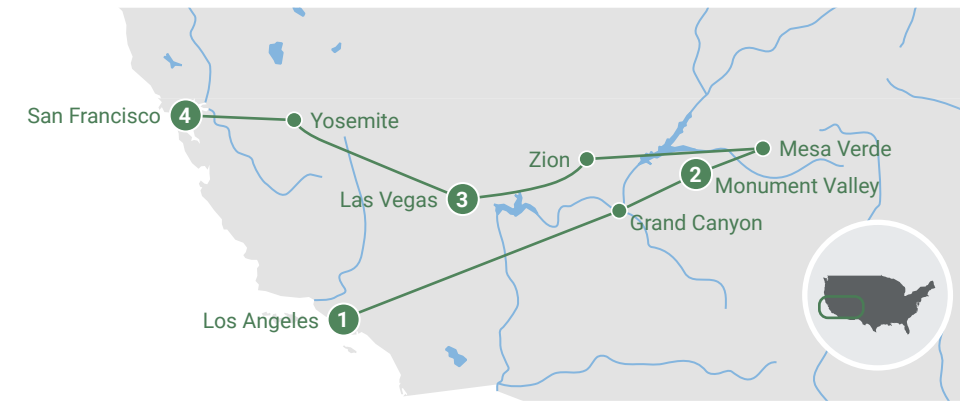 San Francisco 4
Yosemite
Zion
Mesa Verde
2
Monument Valley
Las Vegas 3
Grand Canyon
Los Angeles 1